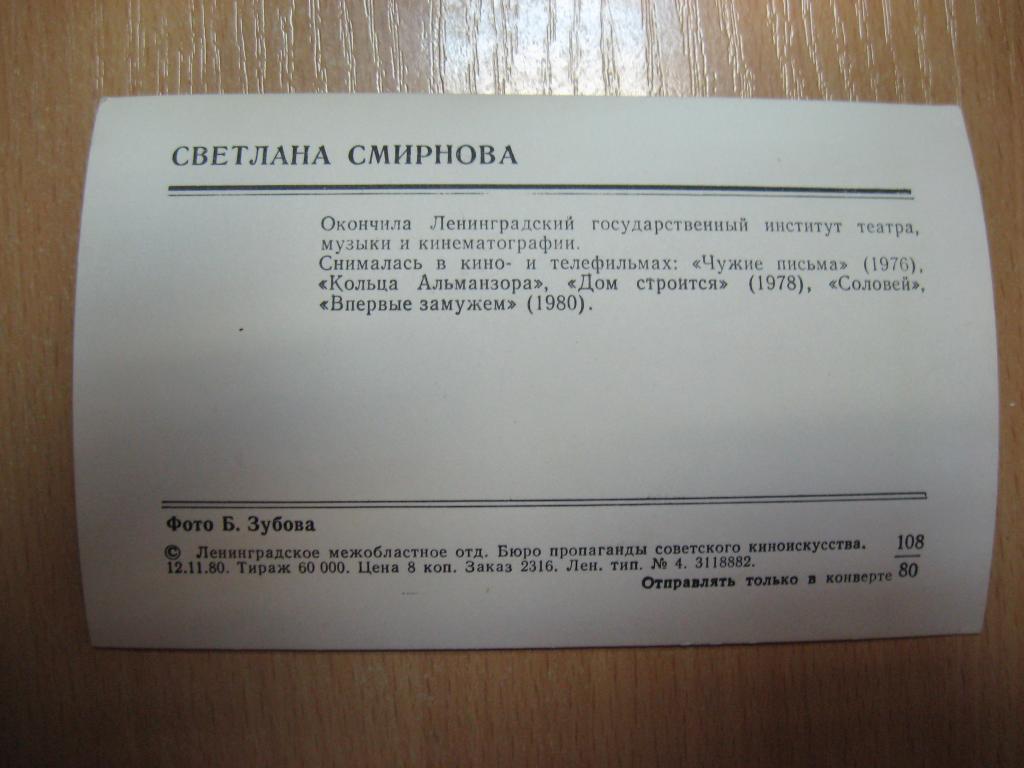 СВЕТЛАНА СМИРНОВА
Окончила Ленинградский государственный институт театра,
музыки и кинематографии.
Снималась в кино- и телефильмах: «Чужие письма» (1976),
«Кольца Альманзора», «Дом строится» (1978), «Соловей»,
«Впервые замужем» (1980).
Фото Б. Зубова
© Ленинградское межобластное отд. Бюро пропаганды советского киноискусства.
12.11.80. Тираж 60 000. Цена 8 коп. Заказ 2316. Лен. тип. № 4. 3118882.
108
80
Отправлять только в конверте